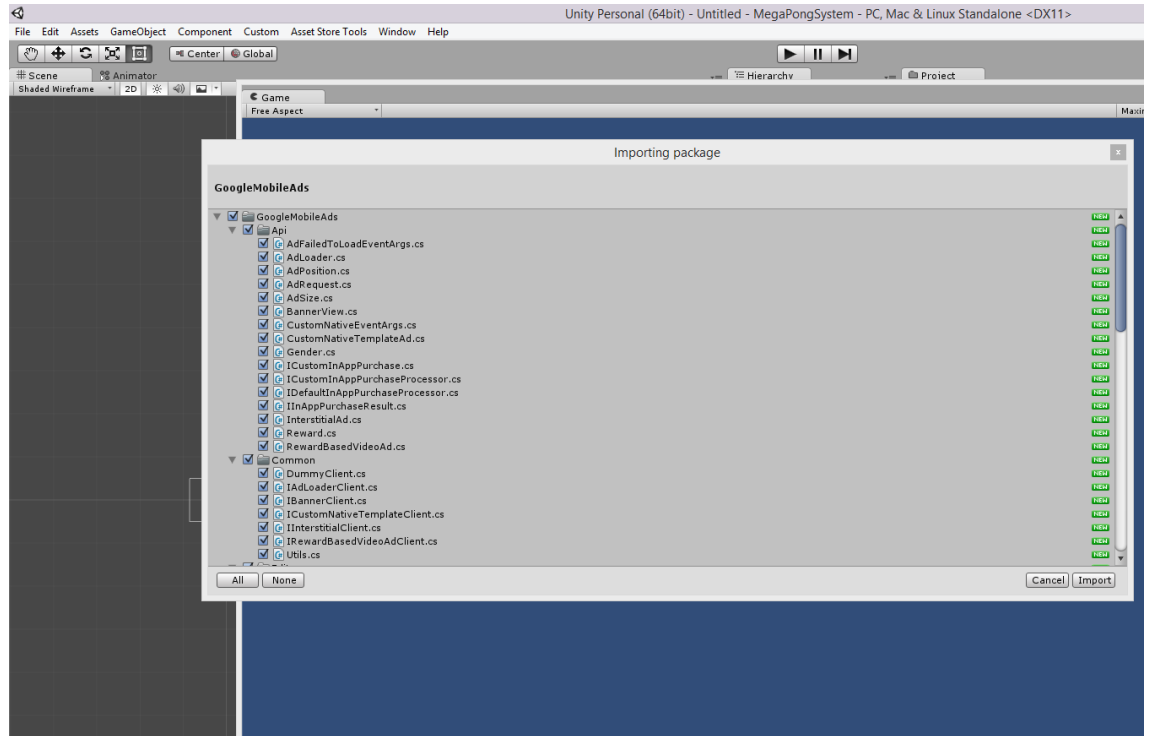 Unity Personal (64bit) - Untitled - MegaPongSystem - PC, Mac & Linux Standalone <DX11>
File Edit Assets GameObject Component Custom Asset Store Tools Window Help
Center Global
Scene Animator Hierarchy Project
Shaded Wireframe 2D
Game
Free Aspect
Importing package
GoogleMobileAds
GoogleMobileAds NEW
Api NEW
AdFailedToLoadEventArgs.cs NEW
AdLoader.cs NEW
AdPosition.cs NEW
AdRequest.cs NEW
AdSize.cs NEW
BannerView.cs NEW
CustomNativeEventArgs.cs NEW
CustomNativeTemplateAd.cs NEW
Gender.cs NEW
ICustomInAppPurchase.cs NEW
ICustomInAppPurchaseProcessor.cs NEW
IDefaultInAppPurchaseProcessor.cs NEW
IInAppPurchaseResult.cs NEW
InterstitialAd.cs NEW
Reward.cs NEW
RewardBasedVideoAd.cs NEW
Common NEW
DummyClient.cs NEW
IAdLoaderClient.cs NEW
IBannerClient.cs NEW
ICustomNativeTemplateClient.cs NEW
IInterstitialClient.cs NEW
IRewardBasedVideoAdClient.cs NEW
Utils.cs NEW
All None Cancel Import